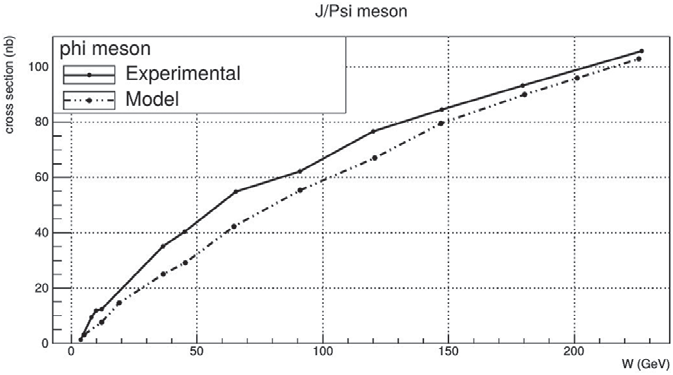 J/Psi meson
cross section (nb)
phi meson
Experimental
Model
100
80
60
40
20
0
0 50 100 150 200
W (GeV)